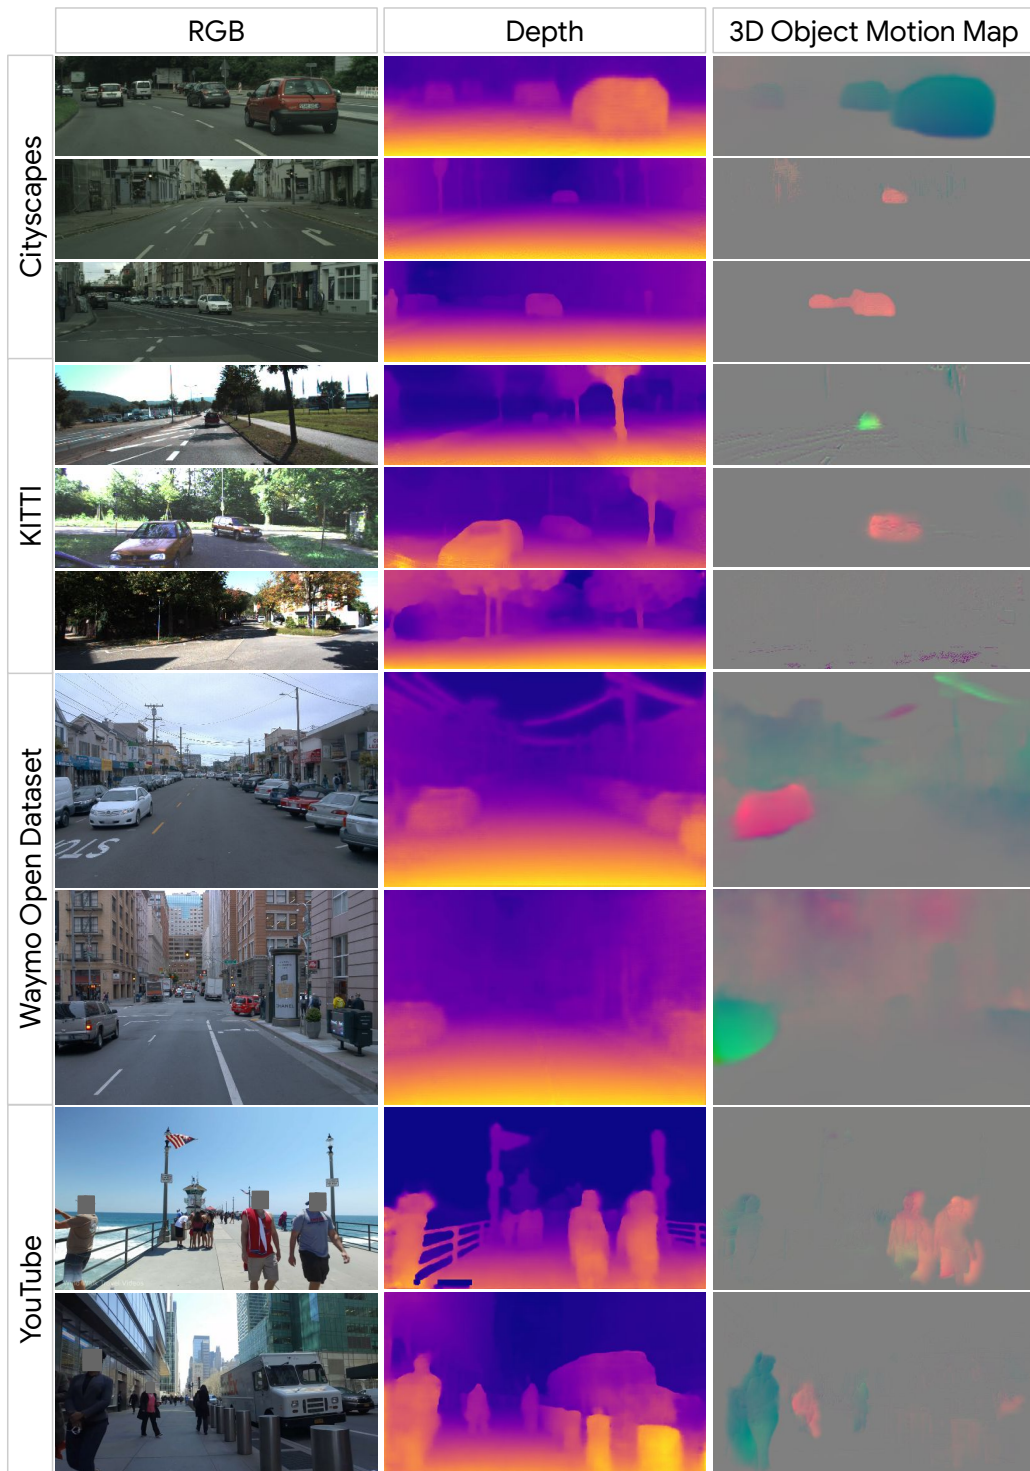 RGB
Depth
3D Object Motion Map
Cityscapes
KITTI
Waymo Open Dataset
STOP
YouTube